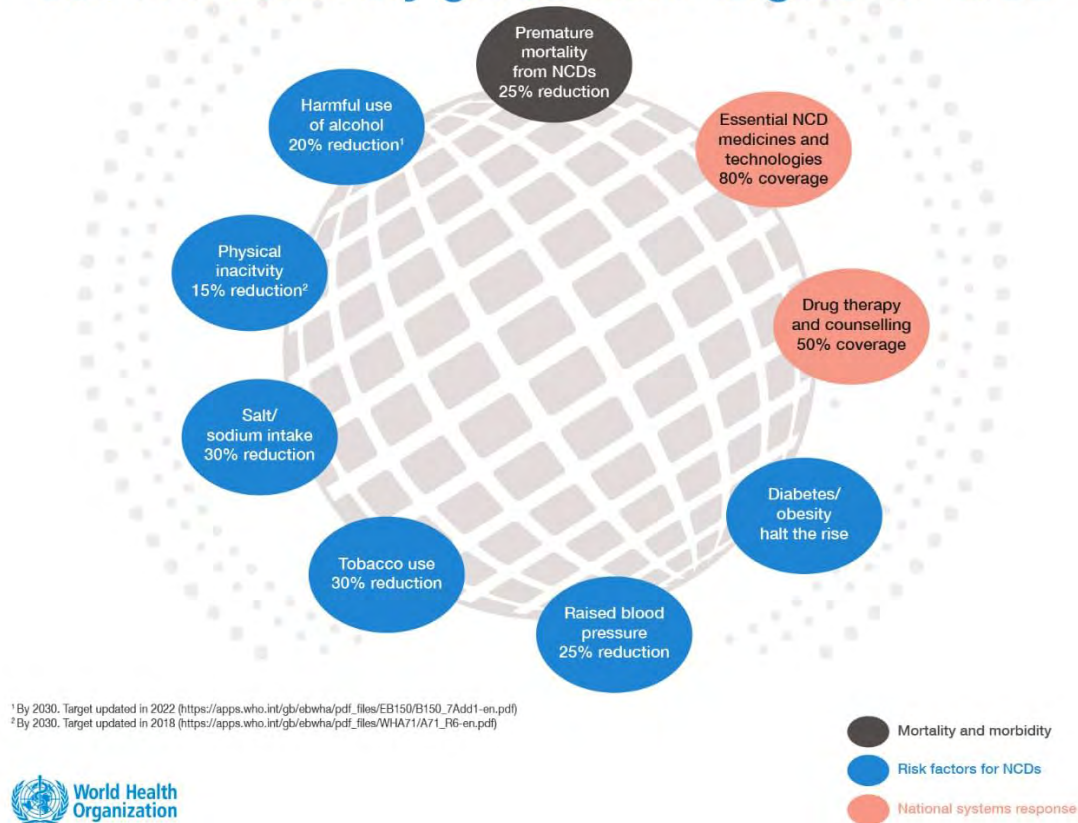 Premature
mortality
from NCDs
25% reduction
Harmful use
of alcohol
20% reduction¹
Essential NCD
medicines and
technologies
80% coverage
Physical
inacitvity
15% reduction²
Drug therapy
and counselling
50% coverage
Salt/
sodium intake
30% reduction
Diabetes/
obesity
halt the rise
Tobacco use
30% reduction
Raised blood
pressure
25% reduction
¹ By 2030. Target updated in 2022 (https://apps.who.int/gb/ebwha/pdf_files/EB150/B150_7Add1-en.pdf)
² By 2030. Target updated in 2018 (https://apps.who.int/gb/ebwha/pdf_files/WHA71/A71_R6-en.pdf)
Mortality and morbidity
Risk factors for NCDs
National systems response
World Health
Organization